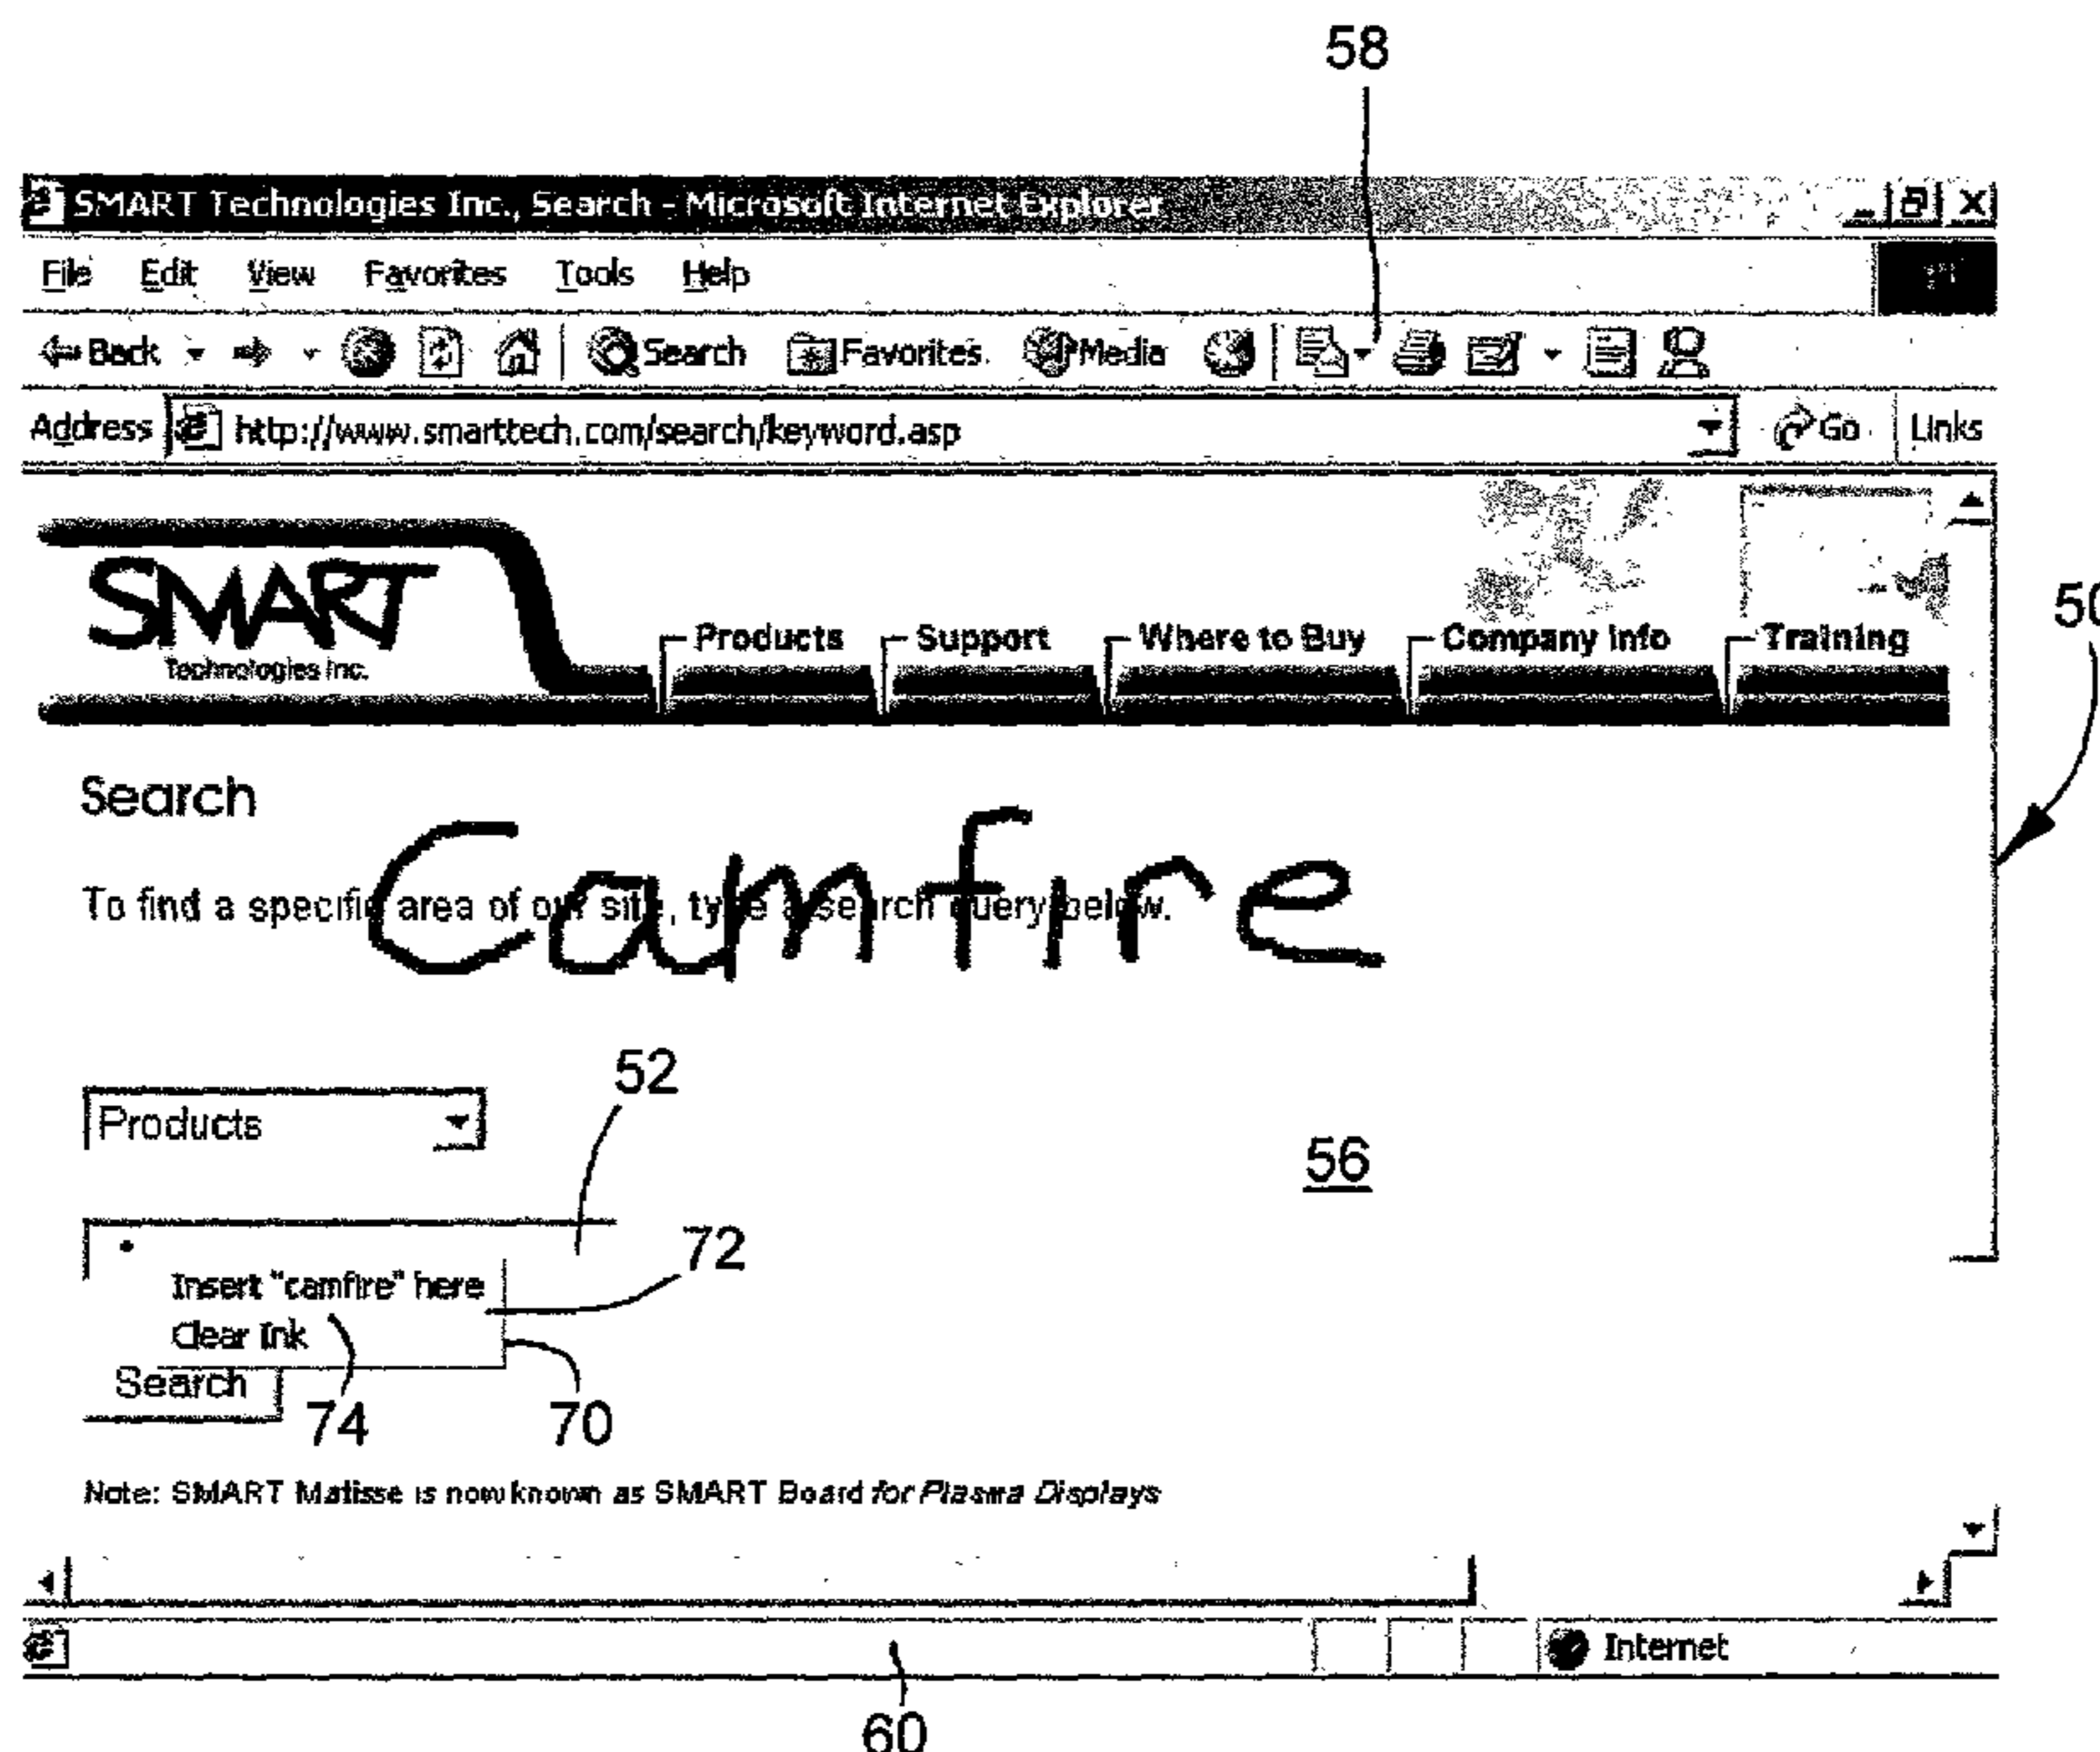 58
SMART Technologies Inc., Search - Microsoft Internet Explorer
File Edit View Favorites Tools Help
Back Search Favorites Media
Address http://www.smarttech.com/search/keyword.asp Go Links
SMART
Technologies Inc.
Products Support Where to Buy Company Info Training
50
Search
Camfire
To find a specific area of our site, type a search query below.
52
Products
56
72
Insert "camfire" here
Clear Ink
Search
74 70
Note: SMART Matisse is now known as SMART Board for Plasma Displays
Internet
60